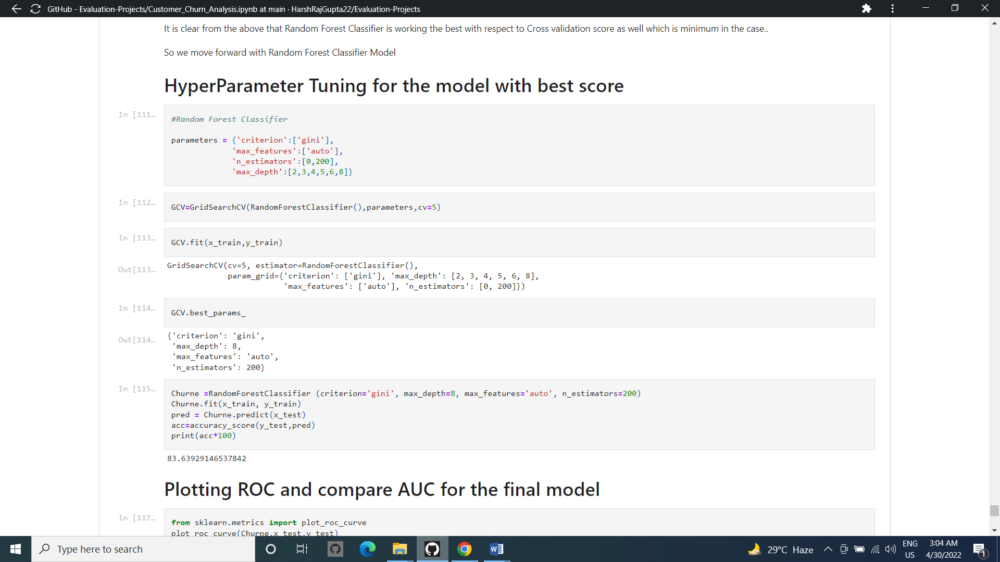 GitHub - Evaluation-Projects/Customer_Churn_Analysis.ipynb at main · HarshRajGupta22/Evaluation-Projects
It is clear from the above that Random Forest Classifier is working the best with respect to Cross validation score as well which is minimum in the case..
So we move forward with Random Forest Classifier Model
HyperParameter Tuning for the model with best score
In [111…
#Random Forest Classifier
parameters = {'criterion':['gini'],
'max_features':['auto'],
'n_estimators':[0,200],
'max_depth':[2,3,4,5,6,8]}
In [112…
GCV=GridSearchCV(RandomForestClassifier(),parameters,cv=5)
In [113…
GCV.fit(x_train,y_train)
Out[113…
GridSearchCV(cv=5, estimator=RandomForestClassifier(),
param_grid={'criterion': ['gini'], 'max_depth': [2, 3, 4, 5, 6, 8],
'max_features': ['auto'], 'n_estimators': [0, 200]})
In [114…
GCV.best_params_
Out[114…
{'criterion': 'gini',
'max_depth': 8,
'max_features': 'auto',
'n_estimators': 200}
In [115…
Churne =RandomForestClassifier (criterion='gini', max_depth=8, max_features='auto', n_estimators=200)
Churne.fit(x_train, y_train)
pred = Churne.predict(x_test)
acc=accuracy_score(y_test,pred)
print(acc*100)
83.63929146537842
Plotting ROC and compare AUC for the final model
In [117…
from sklearn.metrics import plot_roc_curve
plot_roc_curve(Churne,x_test,y_test)
Type here to search
29°C Haze
ENG
US
3:04 AM
4/30/2022
1